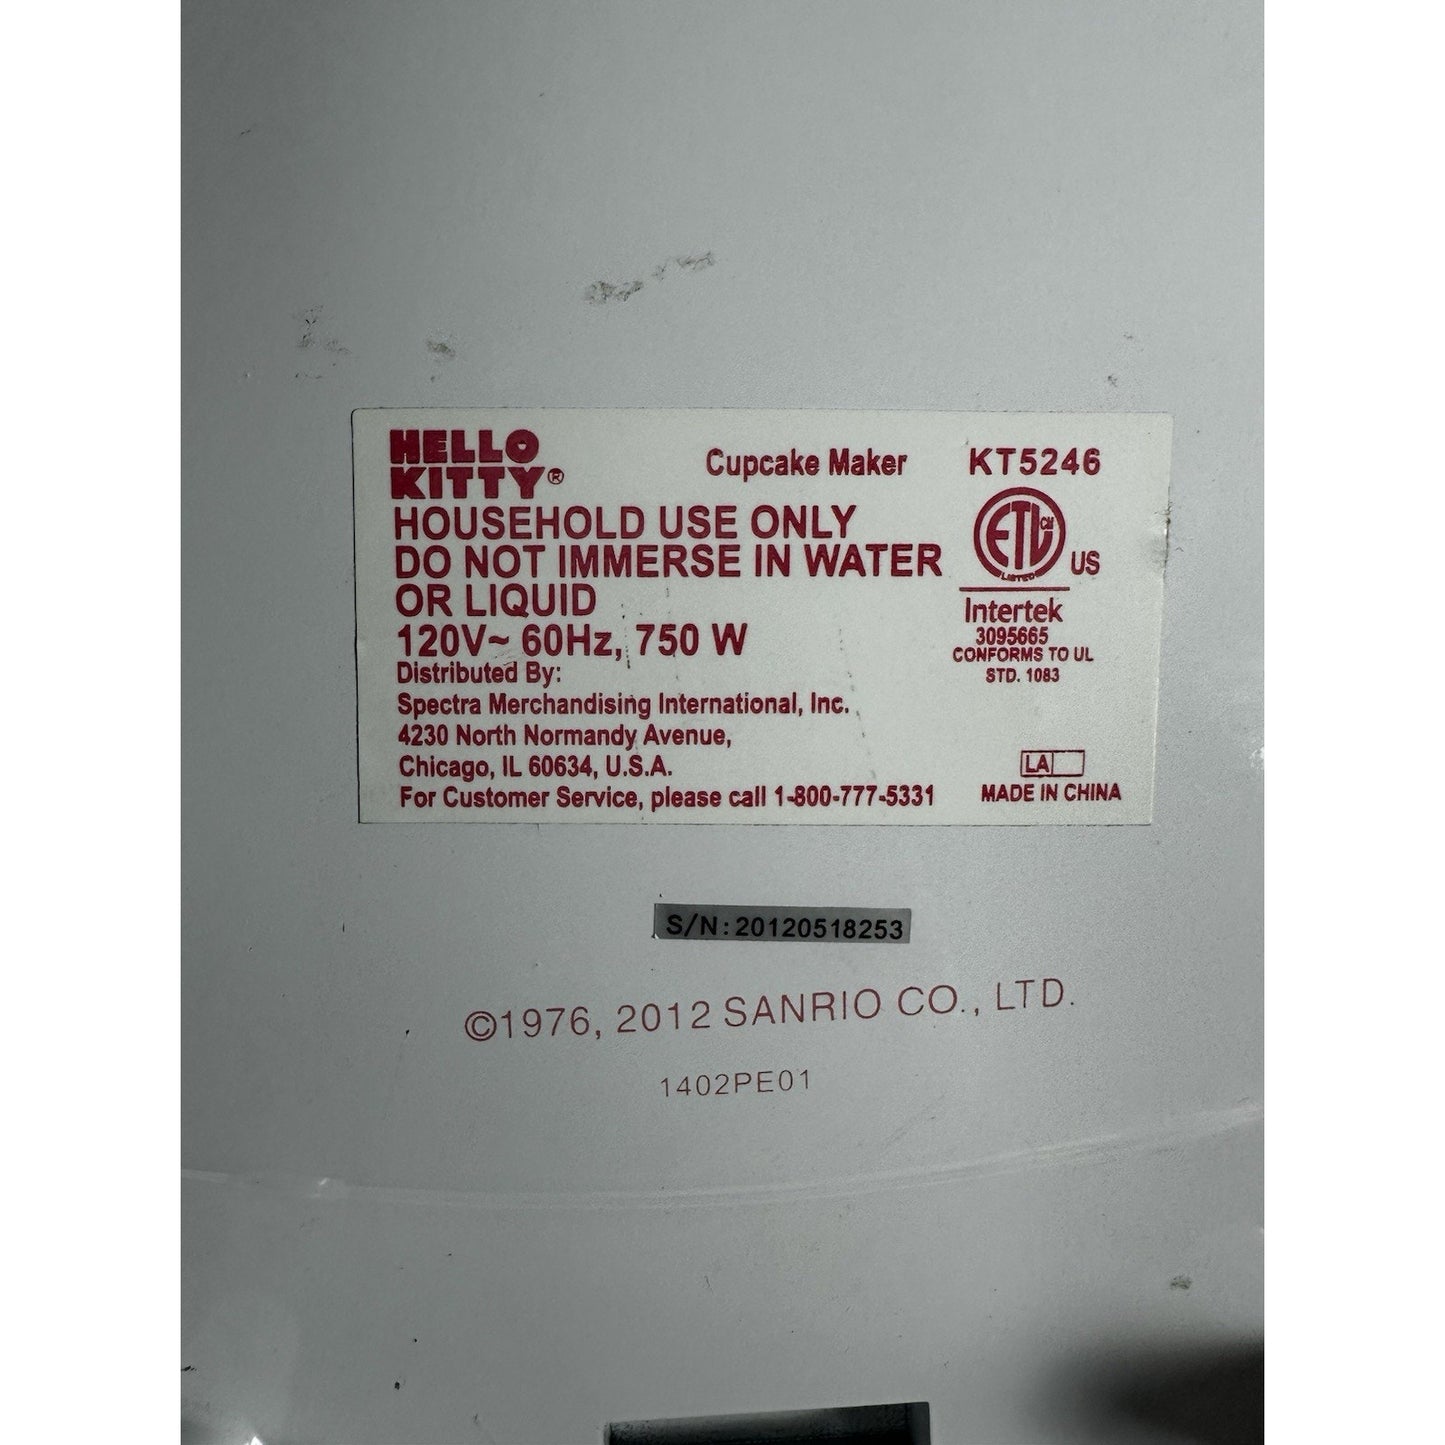 HELLO
KITTY®
Cupcake Maker
KT5246
HOUSEHOLD USE ONLY
DO NOT IMMERSE IN WATER
OR LIQUID
120V~ 60Hz, 750 W
Distributed By:
Spectra Merchandising International, Inc.
4230 North Normandy Avenue,
Chicago, IL 60634, U.S.A.
For Customer Service, please call 1-800-777-5331
ETL CM
LISTED
US
Intertek
3095665
CONFORMS TO UL
STD. 1083
LA
MADE IN CHINA
S/N:20120518253
©1976, 2012 SANRIO CO., LTD.
1402PE01